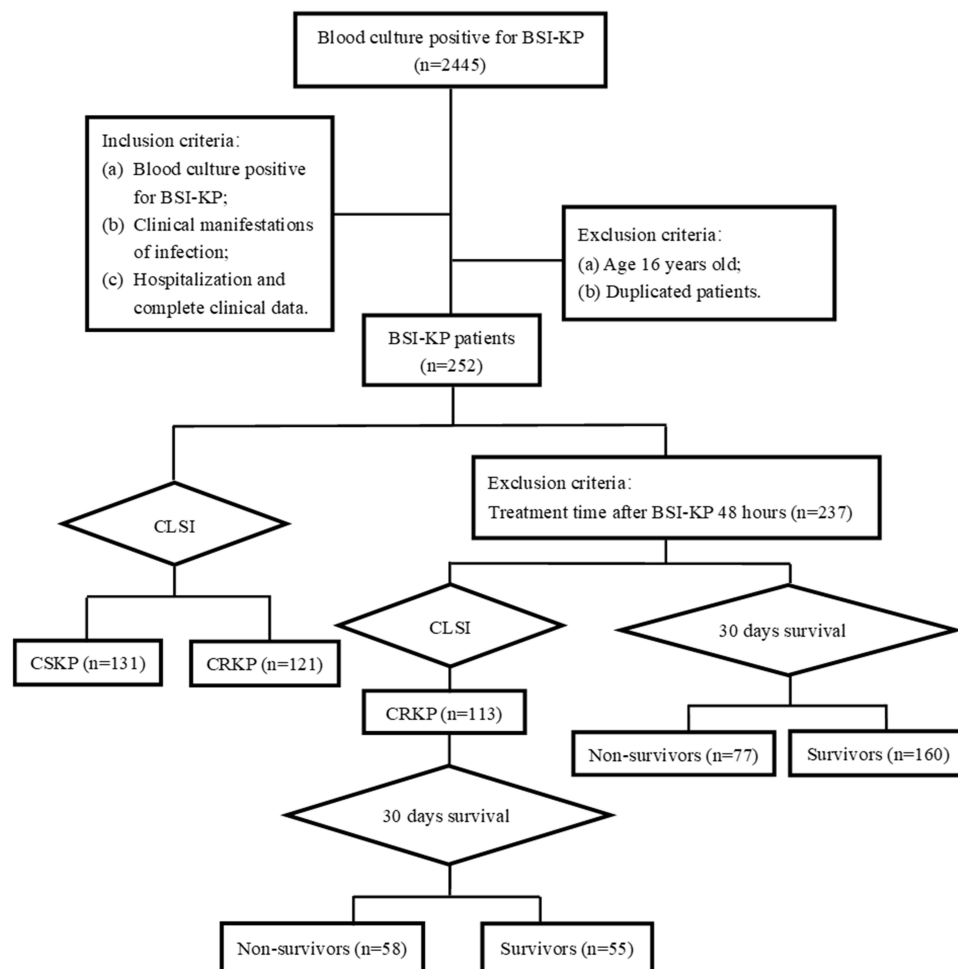 Blood culture positive for BSI-KP
(n=2445)
Inclusion criteria:
(a) Blood culture positive
for BSI-KP;
(b) Clinical manifestations
of infection;
(c) Hospitalization and
complete clinical data.
Exclusion criteria:
(a) Age 16 years old;
(b) Duplicated patients.
BSI-KP patients
(n=252)
Exclusion criteria:
Treatment time after BSI-KP 48 hours (n=237)
CLSI
CSKP (n=131)
CRKP (n=121)
CLSI
30 days survival
CRKP (n=113)
Non-survivors (n=77)
Survivors (n=160)
30 days survival
Non-survivors (n=58)
Survivors (n=55)